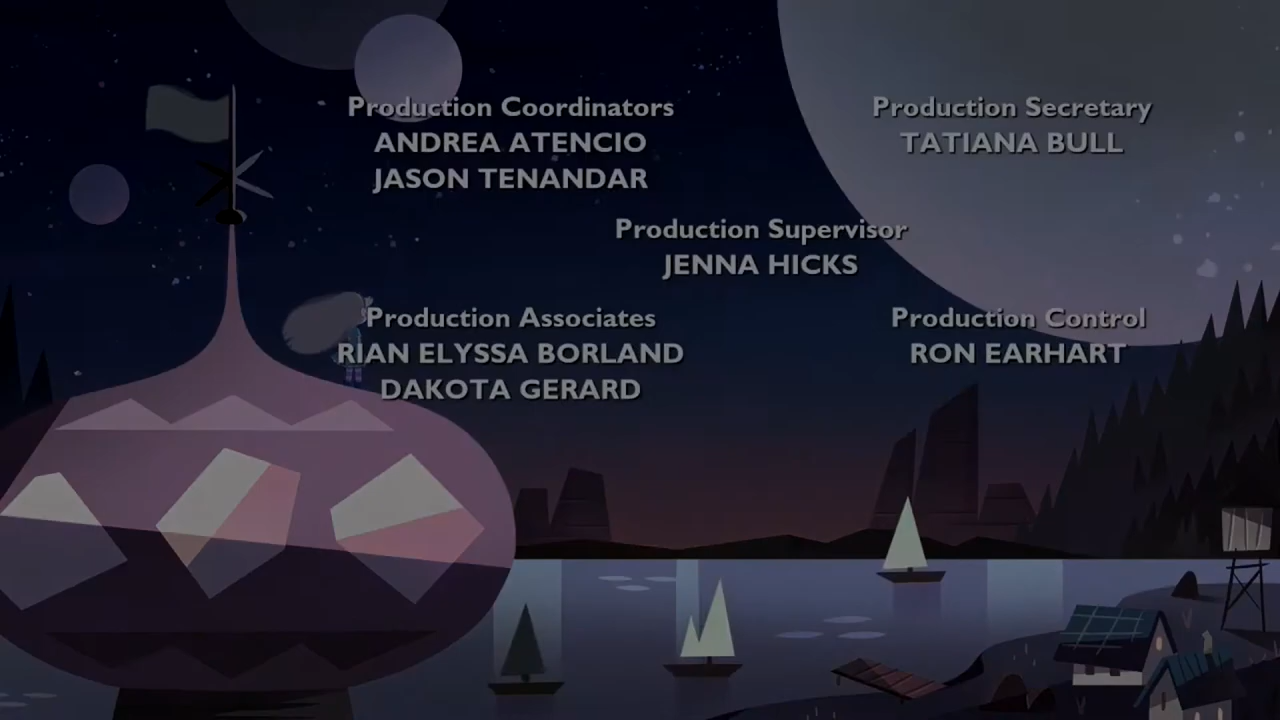 Production Coordinators
ANDREA ATENCIO
JASON TENANDAR
Production Secretary
TATIANA BULL
Production Supervisor
JENNA HICKS
Production Associates
RIAN ELYSSA BORLAND
DAKOTA GERARD
Production Control
RON EARHART